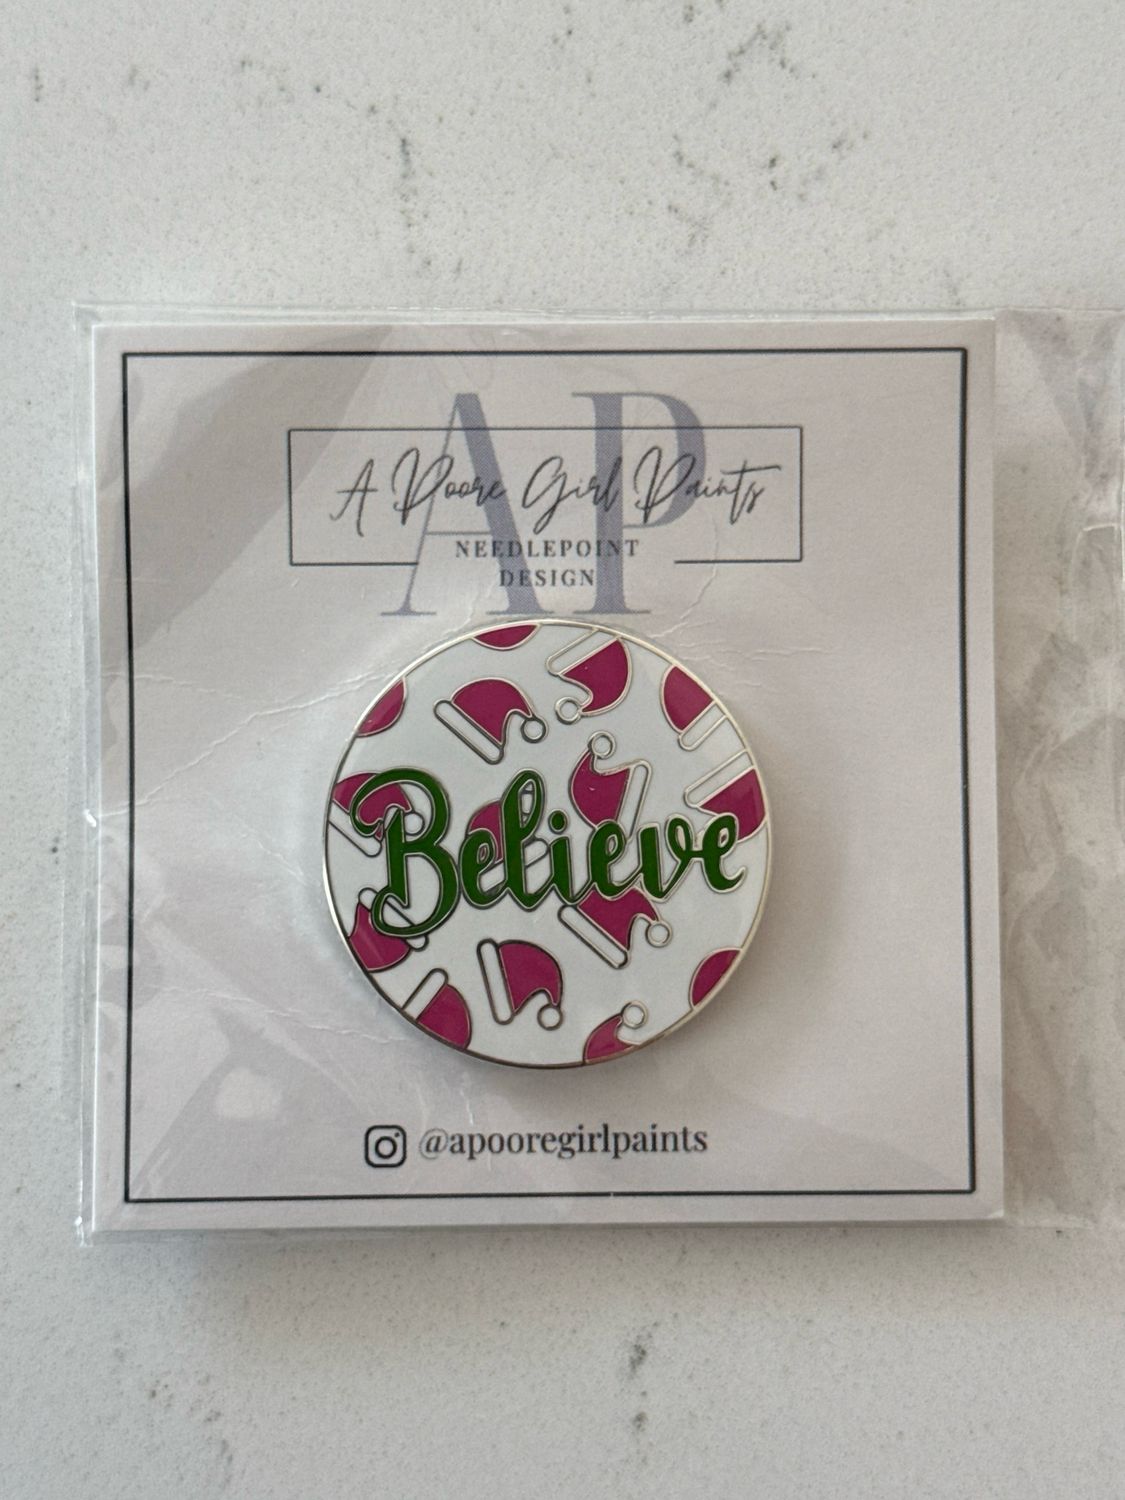 AP
A Poore Girl Paints
NEEDLEPOINT
DESIGN
Believe
@apooregirlpaints